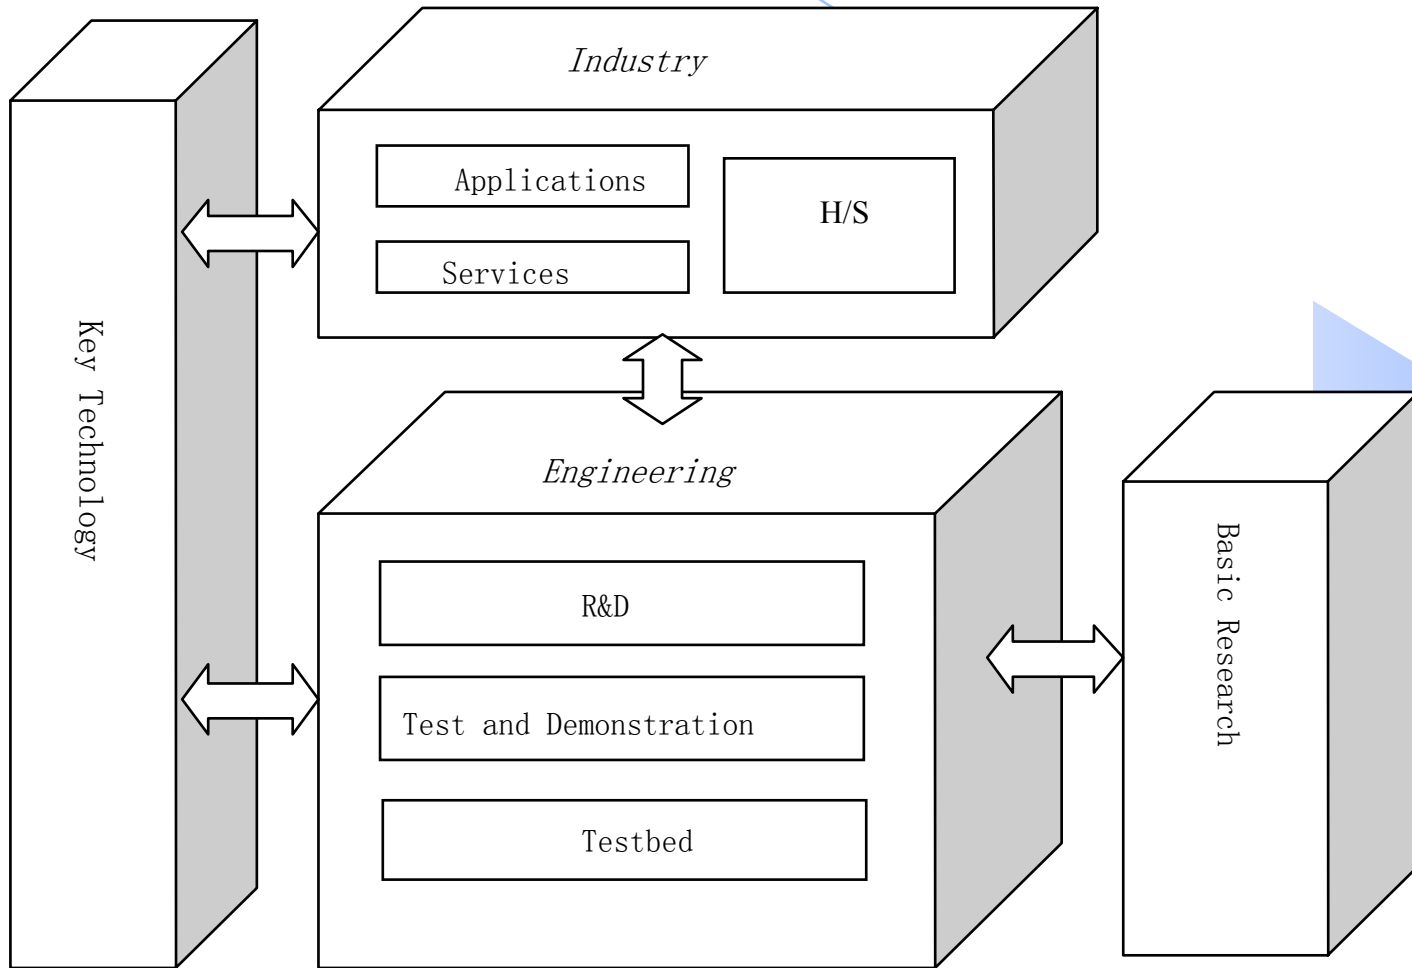 Industry
Applications
H/S
Services
Key Technology
Engineering
R&D
Test and Demonstration
Testbed
Basic Research